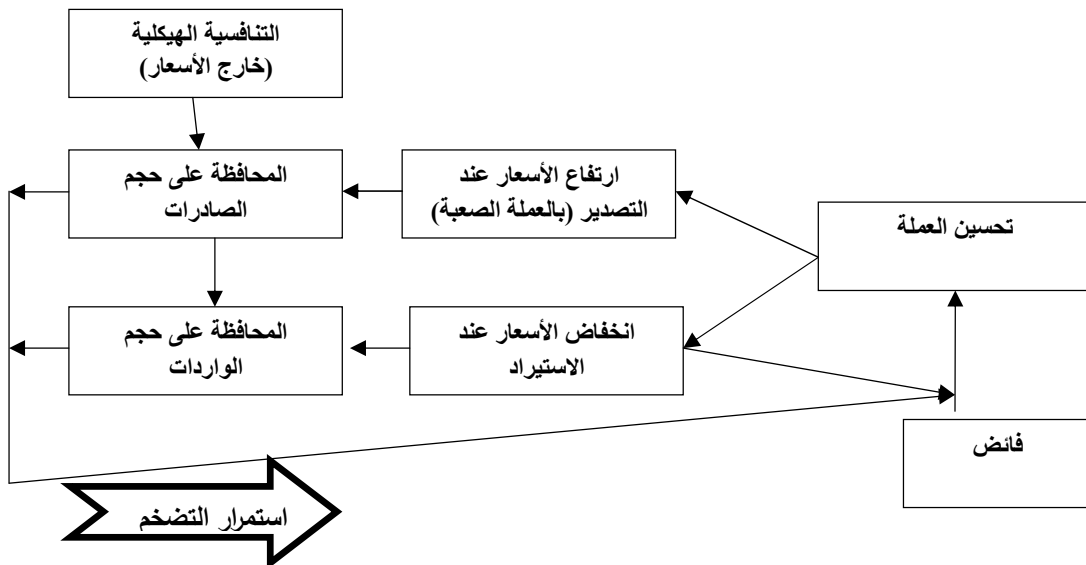 التنافسية الهيكلية
(خارج الأسعار)
ارتفاع الأسعار عند
التصدير (بالعملة الصعبة)
المحافظة على حجم
الصادرات
تحسين العملة
انخفاض الأسعار عند
الاستيراد
المحافظة على حجم
الواردات
فائض
استمرار التضخم